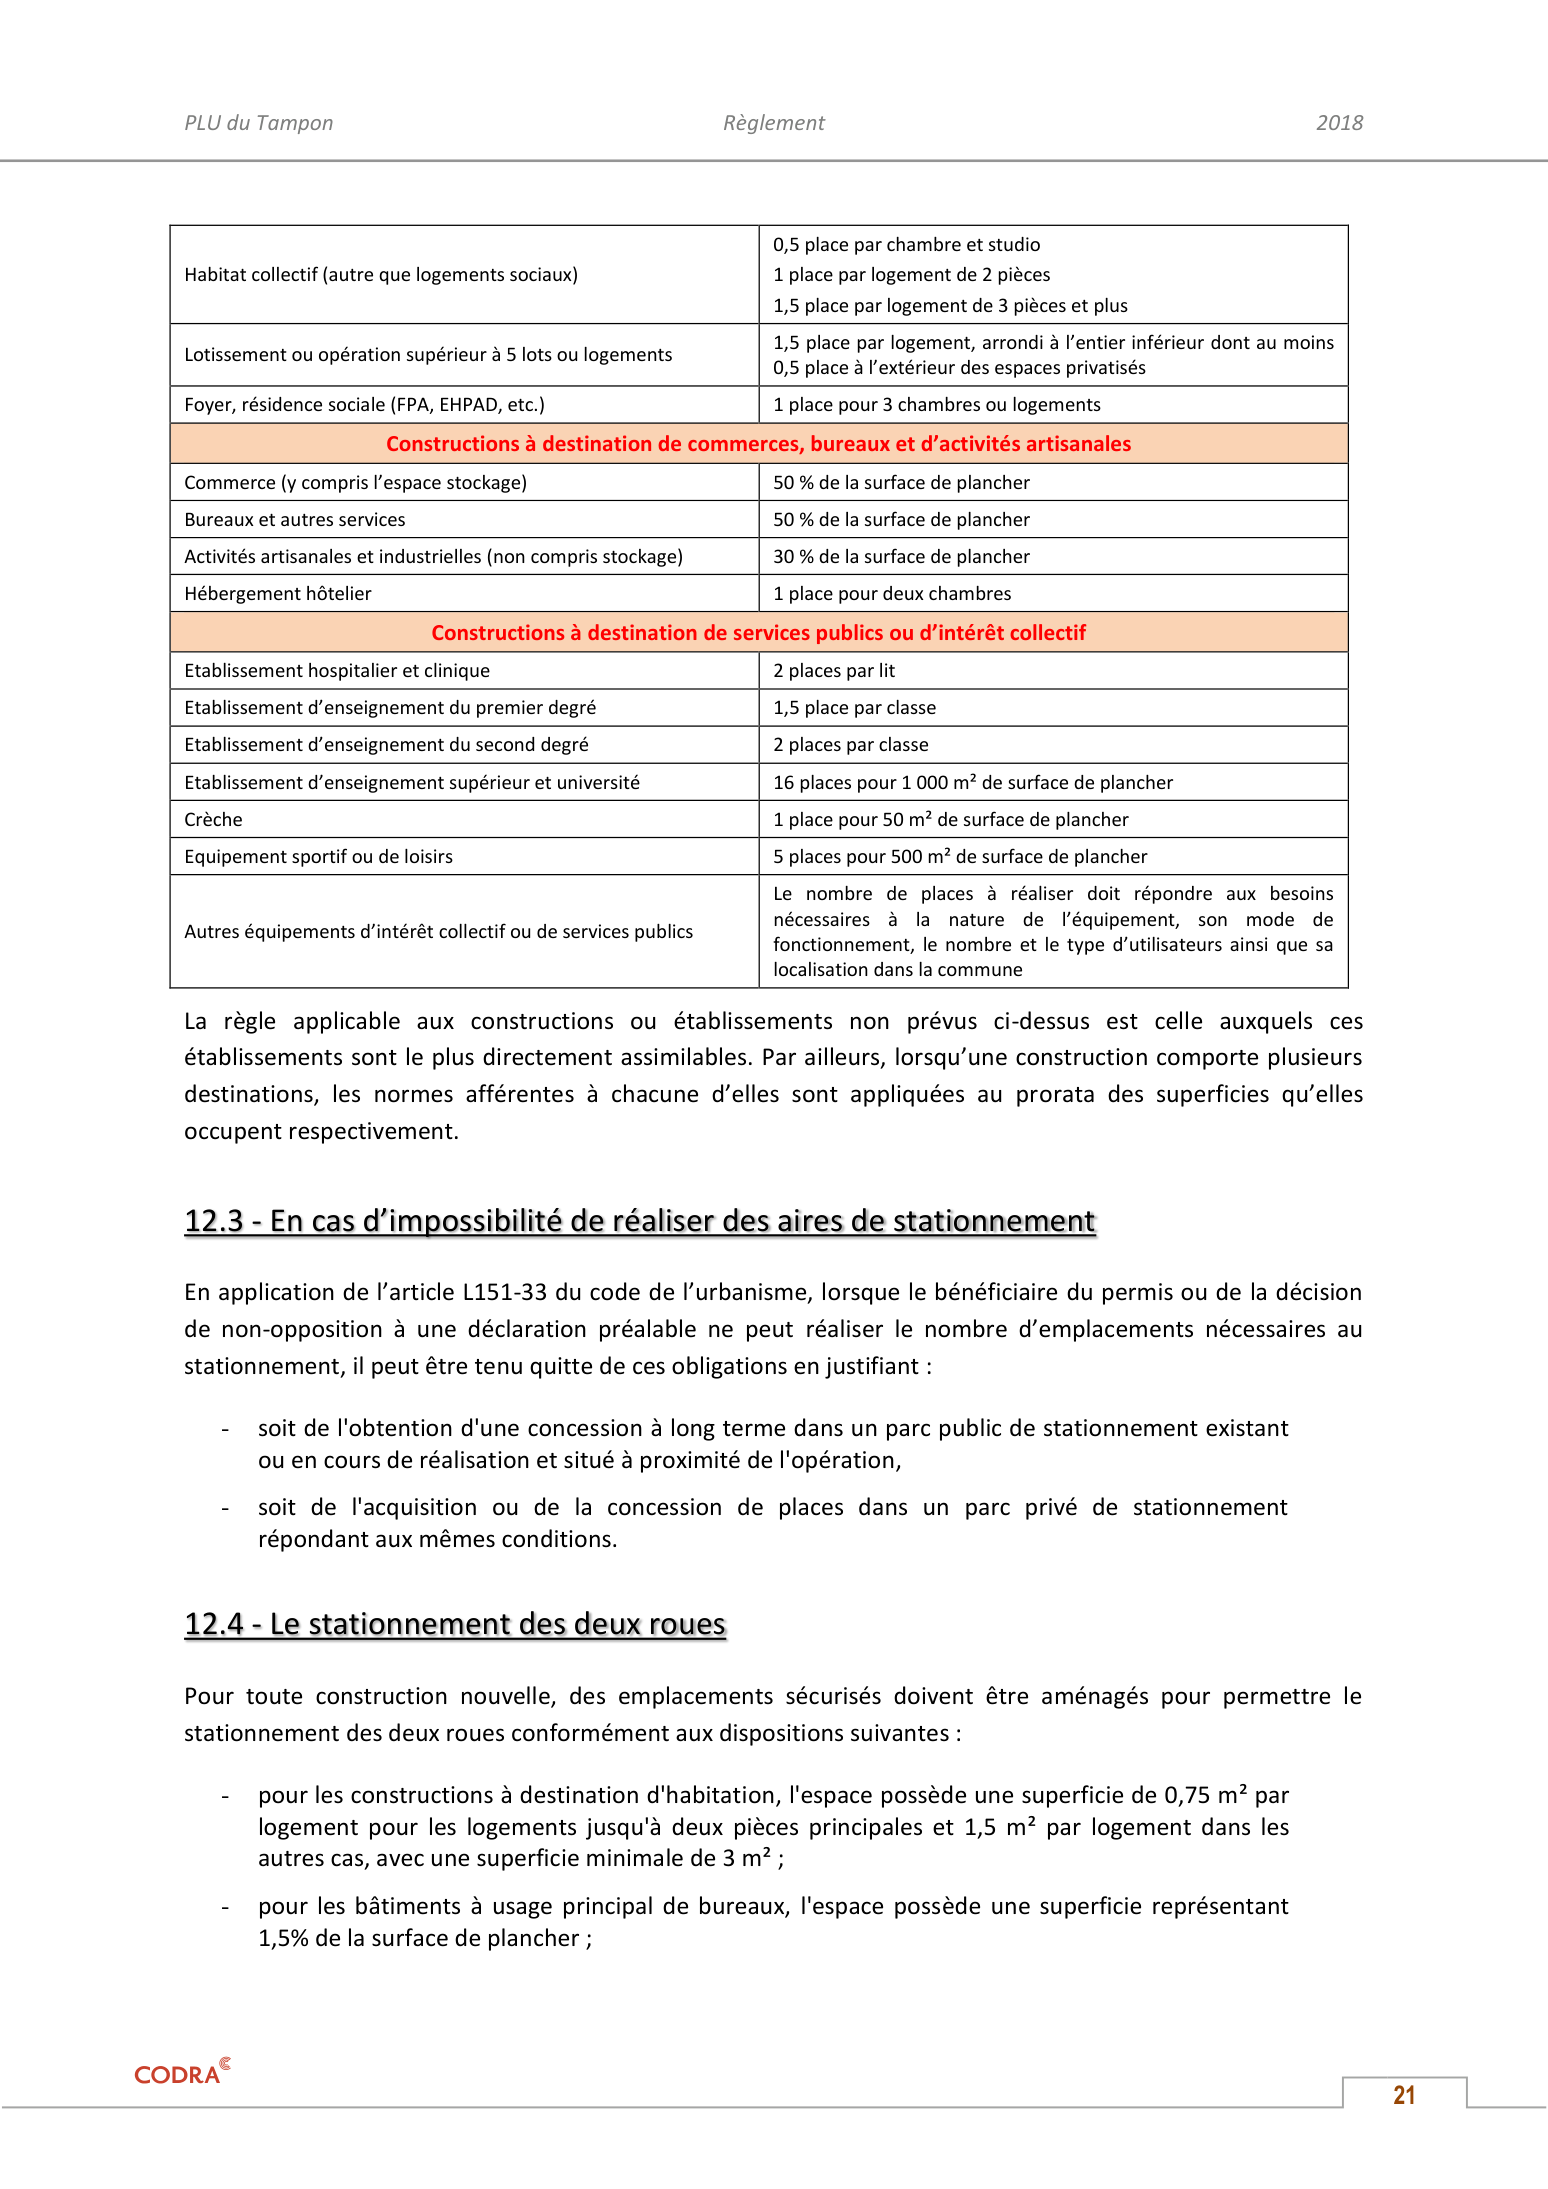 PLU du Tampon Règlement 2018
Habitat collectif (autre que logements sociaux)
0,5 place par chambre et studio
1 place par logement de 2 pièces
1,5 place par logement de 3 pièces et plus
Lotissement ou opération supérieur à 5 lots ou logements
1,5 place par logement, arrondi à l’entier inférieur dont au moins
0,5 place à l’extérieur des espaces privatisés
Foyer, résidence sociale (FPA, EHPAD, etc.) 1 place pour 3 chambres ou logements
Constructions à destination de commerces, bureaux et d’activités artisanales
Commerce (y compris l’espace stockage) 50 % de la surface de plancher
Bureaux et autres services 50 % de la surface de plancher
Activités artisanales et industrielles (non compris stockage) 30 % de la surface de plancher
Hébergement hôtelier 1 place pour deux chambres
Constructions à destination de services publics ou d’intérêt collectif
Etablissement hospitalier et clinique 2 places par lit
Etablissement d’enseignement du premier degré 1,5 place par classe
Etablissement d’enseignement du second degré 2 places par classe
Etablissement d’enseignement supérieur et université 16 places pour 1 000 m² de surface de plancher
Crèche 1 place pour 50 m² de surface de plancher
Equipement sportif ou de loisirs 5 places pour 500 m² de surface de plancher
Autres équipements d’intérêt collectif ou de services publics
Le nombre de places à réaliser doit répondre aux besoins
nécessaires à la nature de l’équipement, son mode de
fonctionnement, le nombre et le type d’utilisateurs ainsi que sa
localisation dans la commune
La règle applicable aux constructions ou établissements non prévus ci-dessus est celle auxquels ces
établissements sont le plus directement assimilables. Par ailleurs, lorsqu’une construction comporte plusieurs
destinations, les normes afférentes à chacune d’elles sont appliquées au prorata des superficies qu’elles
occupent respectivement.
12.3 - En cas d’impossibilité de réaliser des aires de stationnement
En application de l’article L151-33 du code de l’urbanisme, lorsque le bénéficiaire du permis ou de la décision
de non-opposition à une déclaration préalable ne peut réaliser le nombre d’emplacements nécessaires au
stationnement, il peut être tenu quitte de ces obligations en justifiant :
- soit de l'obtention d'une concession à long terme dans un parc public de stationnement existant
ou en cours de réalisation et situé à proximité de l'opération,
- soit de l'acquisition ou de la concession de places dans un parc privé de stationnement
répondant aux mêmes conditions.
12.4 - Le stationnement des deux roues
Pour toute construction nouvelle, des emplacements sécurisés doivent être aménagés pour permettre le
stationnement des deux roues conformément aux dispositions suivantes :
- pour les constructions à destination d'habitation, l'espace possède une superficie de 0,75 m² par
logement pour les logements jusqu'à deux pièces principales et 1,5 m² par logement dans les
autres cas, avec une superficie minimale de 3 m² ;
- pour les bâtiments à usage principal de bureaux, l'espace possède une superficie représentant
1,5% de la surface de plancher ;
CODRA
21